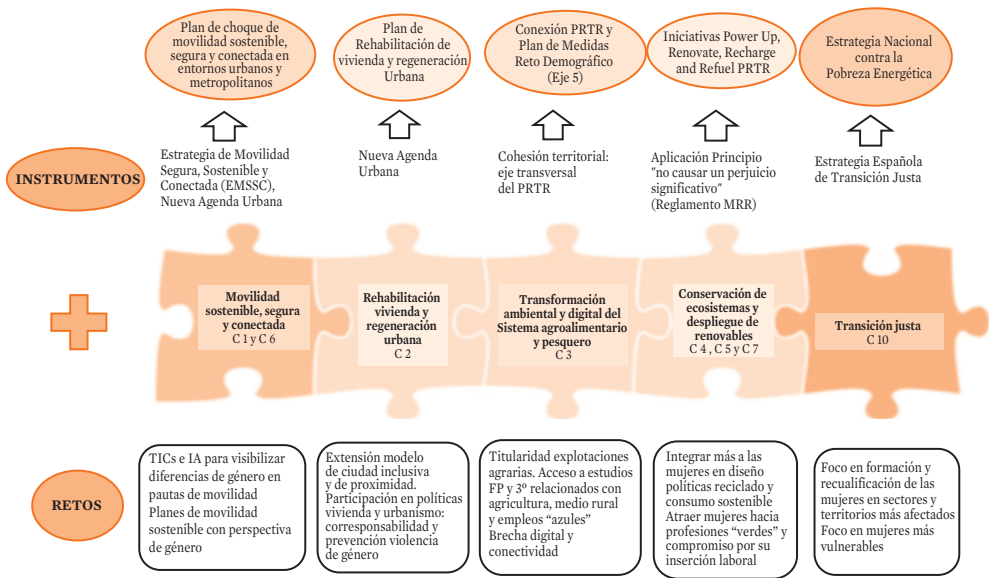 Plan de choque de
movilidad sostenible,
segura y conectada en
entornos urbanos y
metropolitanos
Plan de
Rehabilitación de
vivienda y regeneración
Urbana
Conexión PRTR y
Plan de Medidas
Reto Demográfico
(Eje 5)
Iniciativas Power Up,
Renovate, Recharge
and Refuel PRTR
Estrategia Nacional
contra la
Pobreza Energética
INSTRUMENTOS
Estrategia de Movilidad
Segura, Sostenible y
Conectada (EMSSC),
Nueva Agenda Urbana
Nueva Agenda
Urbana
Cohesión territorial:
eje transversal
del PRTR
Aplicación Principio
"no causar un perjuicio
significativo"
(Reglamento MRR)
Estrategia Española
de Transición Justa
Movilidad
sostenible, segura
y conectada
C 1 y C 6
Rehabilitación
vivienda y
regeneración
urbana
C 2
Transformación
ambiental y digital del
Sistema agroalimentario
y pesquero
C 3
Conservación de
ecosistemas y
despliegue de
renovables
C 4 , C 5 y C 7
Transición justa
C 10
RETOS
TICs e IA para visibilizar
diferencias de género en
pautas de movilidad
Planes de movilidad
sostenible con perspectiva
de género
Extensión modelo
de ciudad inclusiva
y de proximidad.
Participación en políticas
vivienda y urbanismo:
corresponsabilidad y
prevención violencia
de género
Titularidad explotaciones
agrarias. Acceso a estudios
FP y 3º relacionados con
agricultura, medio rural
y empleos “azules”
Brecha digital y
conectividad
Integrar más a las
mujeres en diseño
políticas reciclado y
consumo sostenible
Atraer mujeres hacia
profesiones “verdes” y
compromiso por su
inserción laboral
Foco en formación y
recualificación de las
mujeres en sectores y
territorios más afectados
Foco en mujeres más
vulnerables